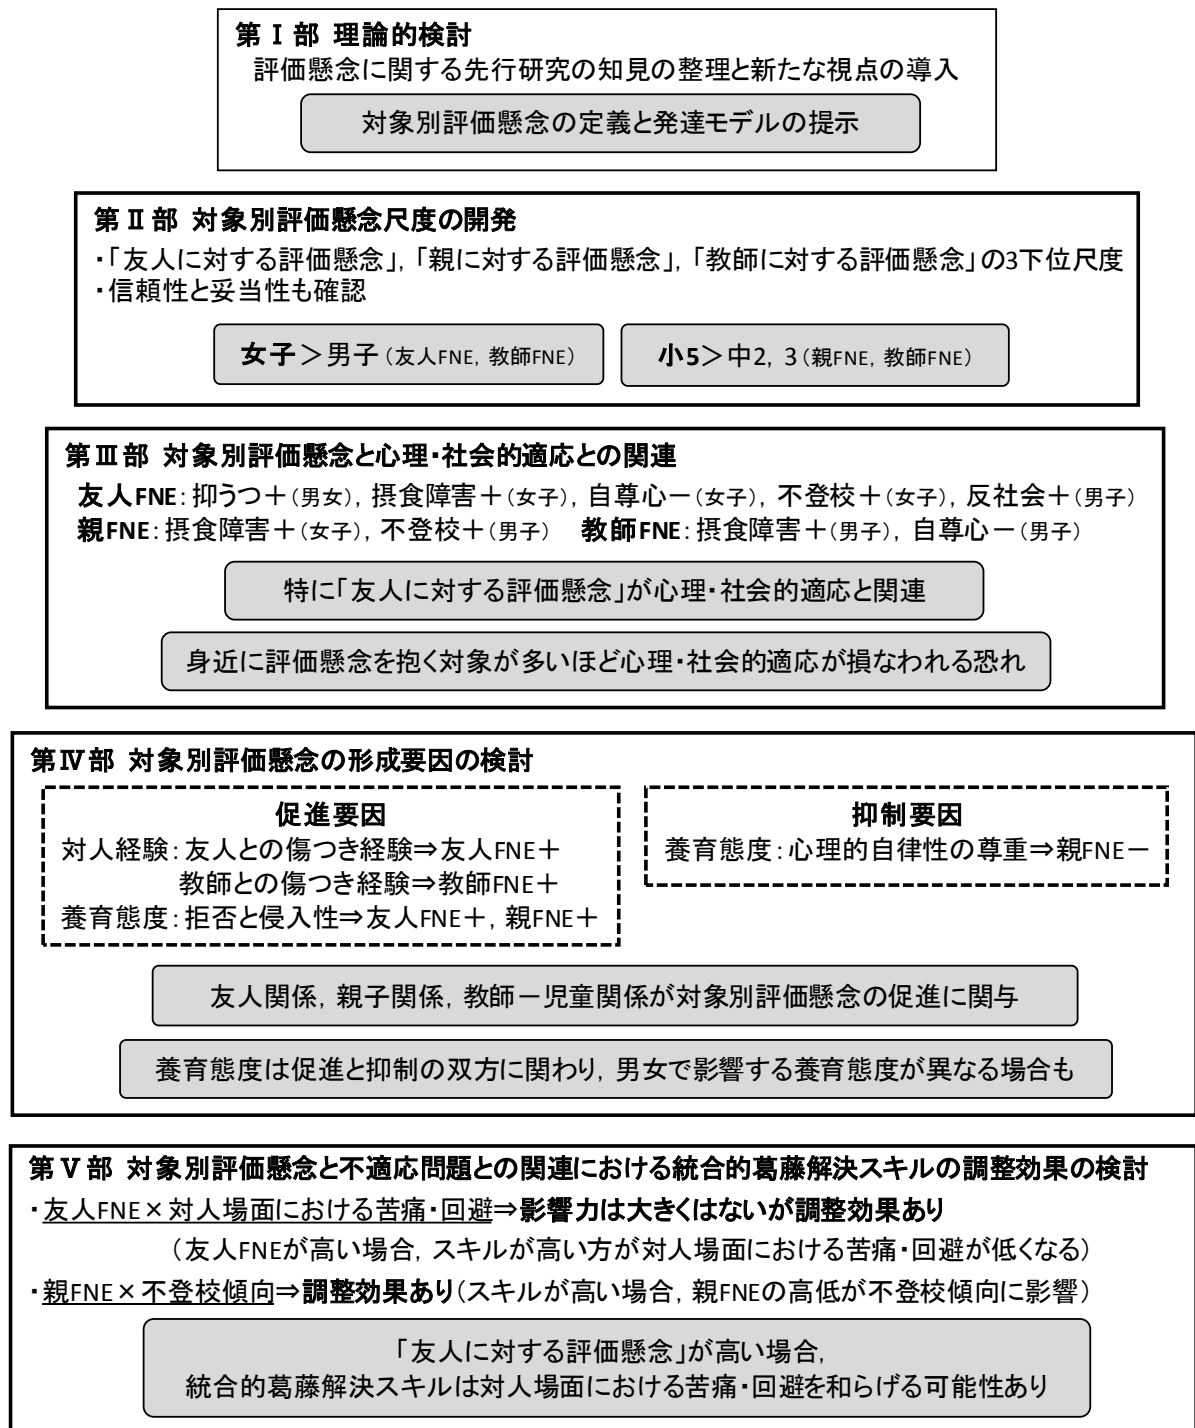 第Ⅰ部 理論的検討
評価懸念に関する先行研究の知見の整理と新たな視点の導入
対象別評価懸念の定義と発達モデルの提示
第Ⅱ部 対象別評価懸念尺度の開発
・「友人に対する評価懸念」，「親に対する評価懸念」，「教師に対する評価懸念」の3下位尺度
・信頼性と妥当性も確認
女子＞男子（友人FNE，教師FNE）
小5＞中2，3（親FNE，教師FNE）
第Ⅲ部 対象別評価懸念と心理・社会的適応との関連
友人FNE：抑うつ＋（男女），摂食障害＋（女子），自尊心－（女子），不登校＋（女子），反社会＋（男子）
親FNE：摂食障害＋（女子），不登校＋（男子） 教師FNE：摂食障害＋（男子），自尊心－（男子）
特に「友人に対する評価懸念」が心理・社会的適応と関連
身近に評価懸念を抱く対象が多いほど心理・社会的適応が損なわれる恐れ
第Ⅳ部 対象別評価懸念の形成要因の検討
促進要因
対人経験：友人との傷つき経験⇒友人FNE＋
教師との傷つき経験⇒教師FNE＋
養育態度：拒否と侵入性⇒友人FNE＋，親FNE＋
抑制要因
養育態度：心理的自律性の尊重⇒親FNE－
友人関係，親子関係，教師－児童関係が対象別評価懸念の促進に関与
養育態度は促進と抑制の双方に関わり，男女で影響する養育態度が異なる場合も
第Ⅴ部 対象別評価懸念と不適応問題との関連における統合的葛藤解決スキルの調整効果の検討
・友人FNE×対人場面における苦痛・回避⇒影響力は大きくはないが調整効果あり
（友人FNEが高い場合，スキルが高い方が対人場面における苦痛・回避が低くなる）
・親FNE×不登校傾向⇒調整効果あり（スキルが高い場合，親FNEの高低が不登校傾向に影響）
「友人に対する評価懸念」が高い場合，
統合的葛藤解決スキルは対人場面における苦痛・回避を和らげる可能性あり